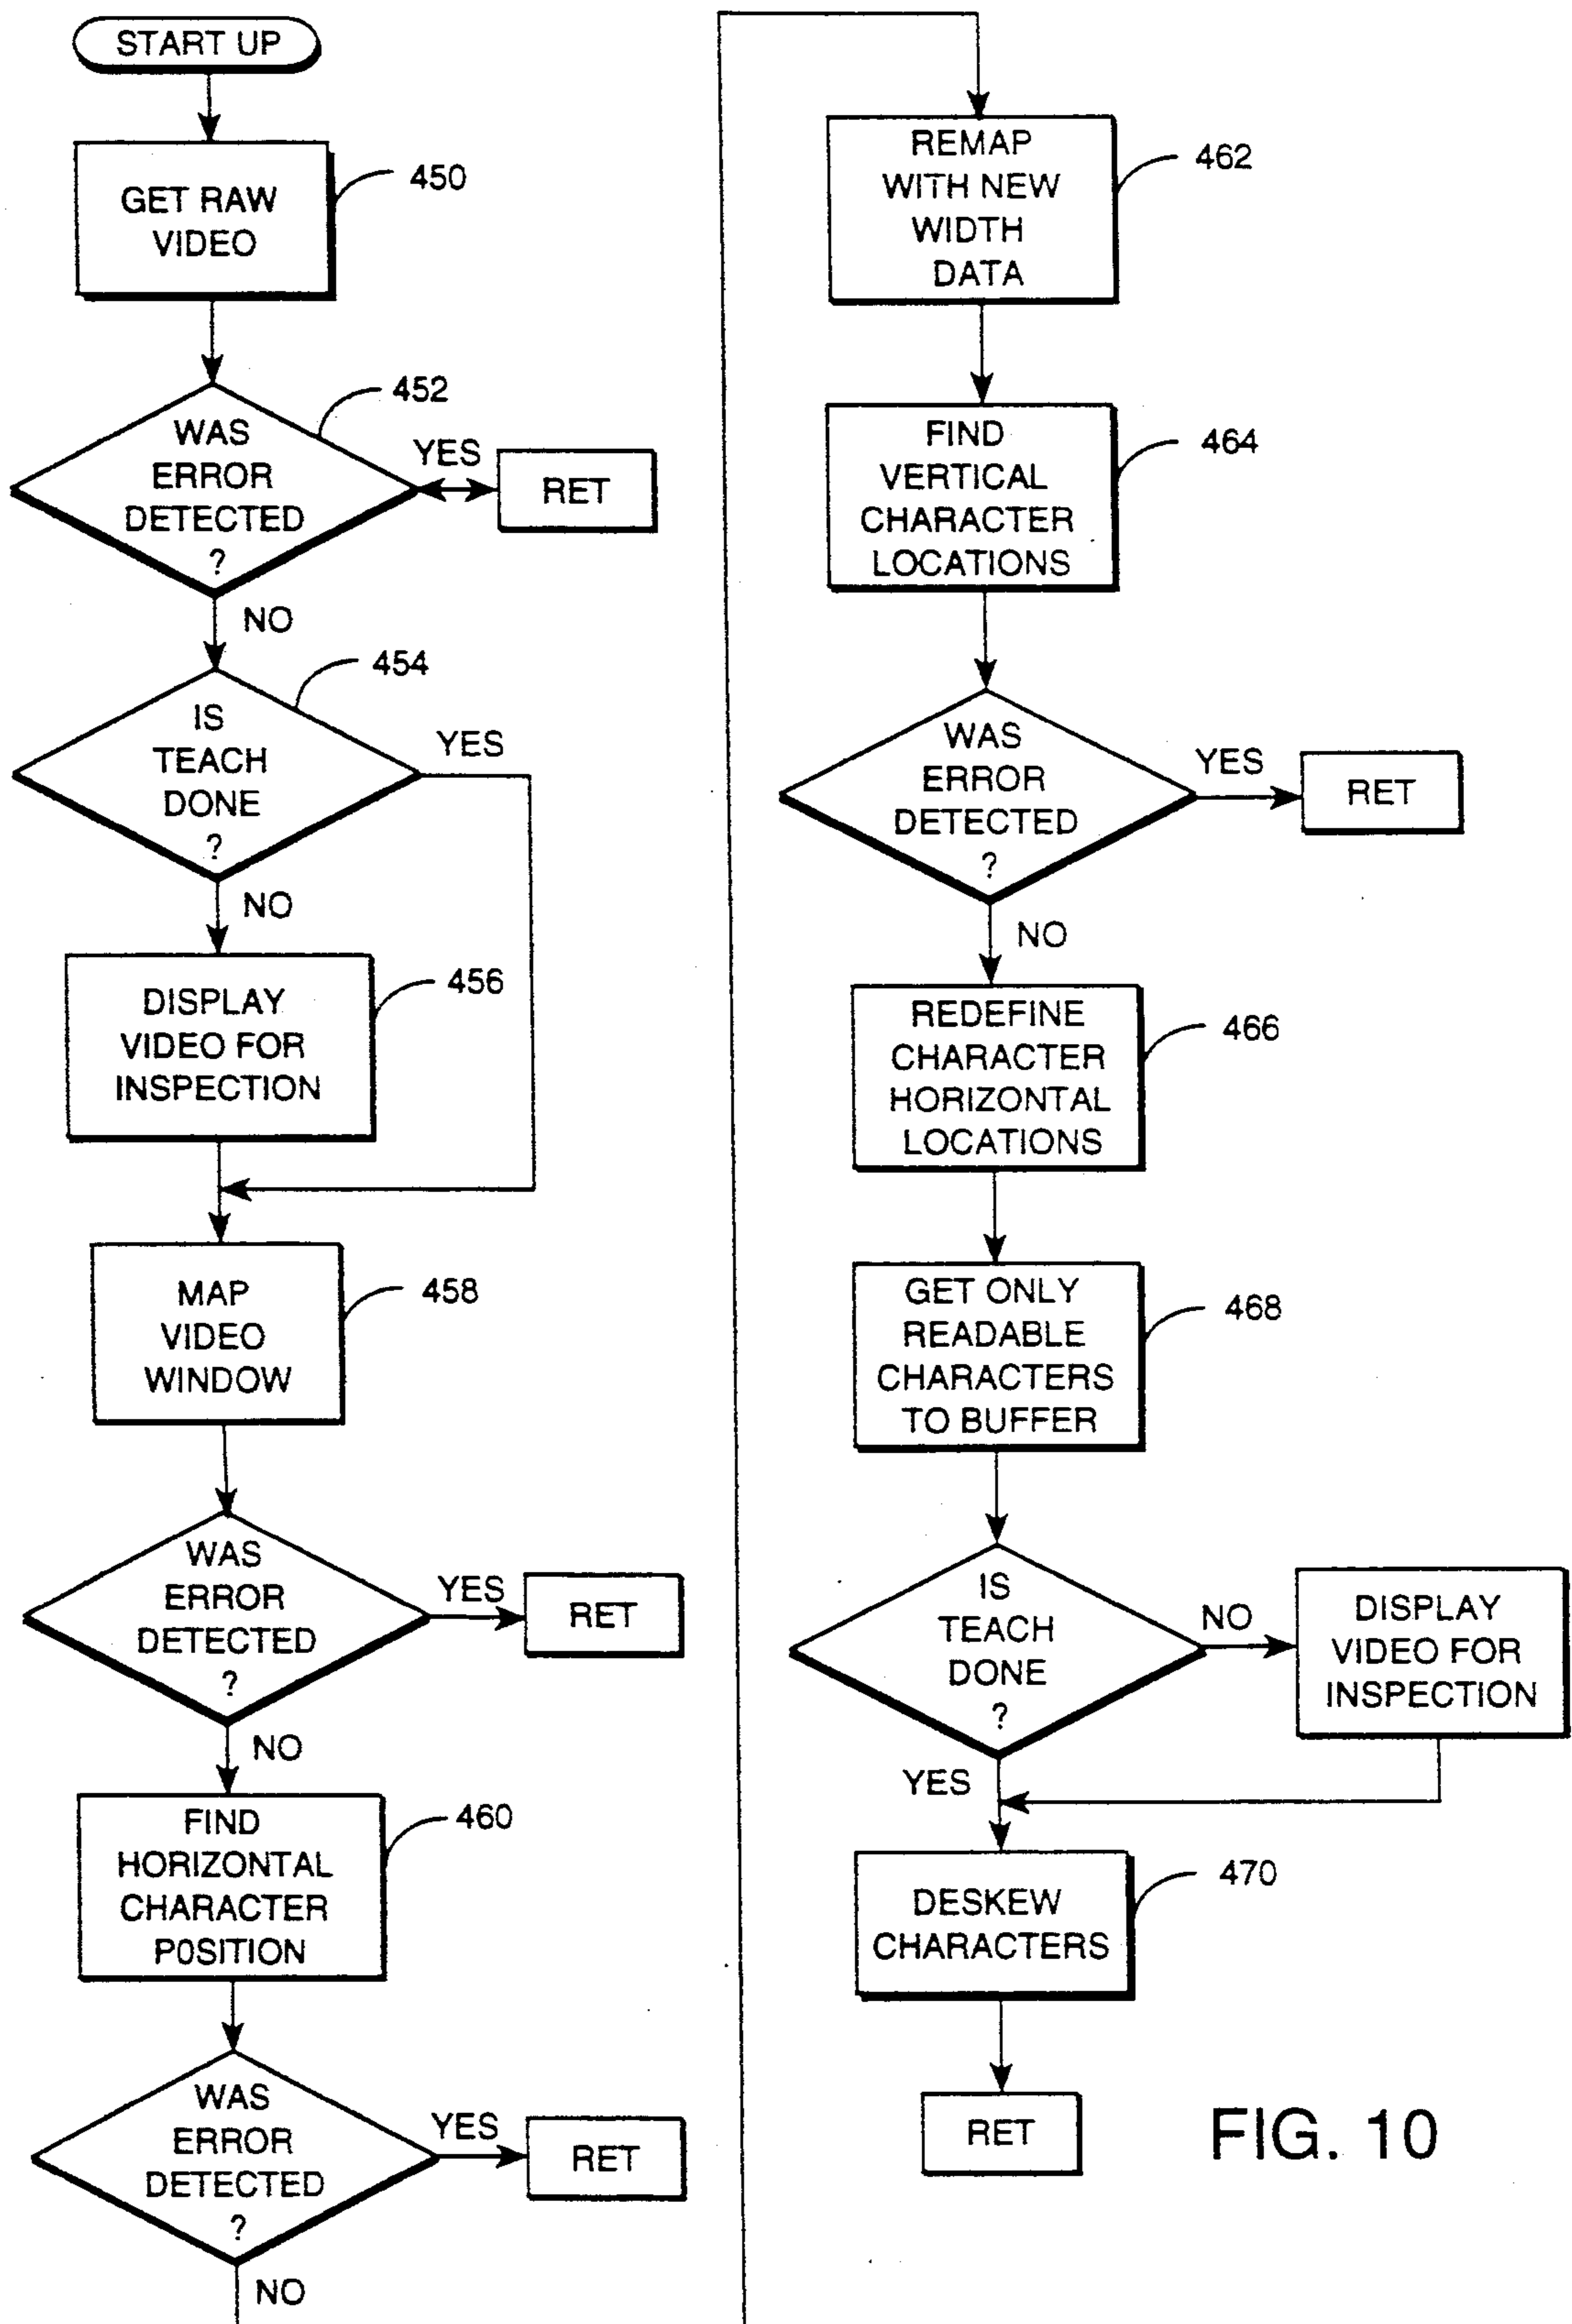 START UP
GET RAW
VIDEO
450
WAS
ERROR
DETECTED
?
452
YES
RET
NO
IS
TEACH
DONE
?
454
YES
NO
DISPLAY
VIDEO FOR
INSPECTION
456
MAP
VIDEO
WINDOW
458
WAS
ERROR
DETECTED
?
YES
RET
NO
FIND
HORIZONTAL
CHARACTER
POSITION
460
WAS
ERROR
DETECTED
?
YES
RET
NO
REMAP
WITH NEW
WIDTH
DATA
462
FIND
VERTICAL
CHARACTER
LOCATIONS
464
WAS
ERROR
DETECTED
?
YES
RET
NO
REDEFINE
CHARACTER
HORIZONTAL
LOCATIONS
466
GET ONLY
READABLE
CHARACTERS
TO BUFFER
468
IS
TEACH
DONE
?
NO
DISPLAY
VIDEO FOR
INSPECTION
YES
DESKEW
CHARACTERS
470
RET
FIG. 10